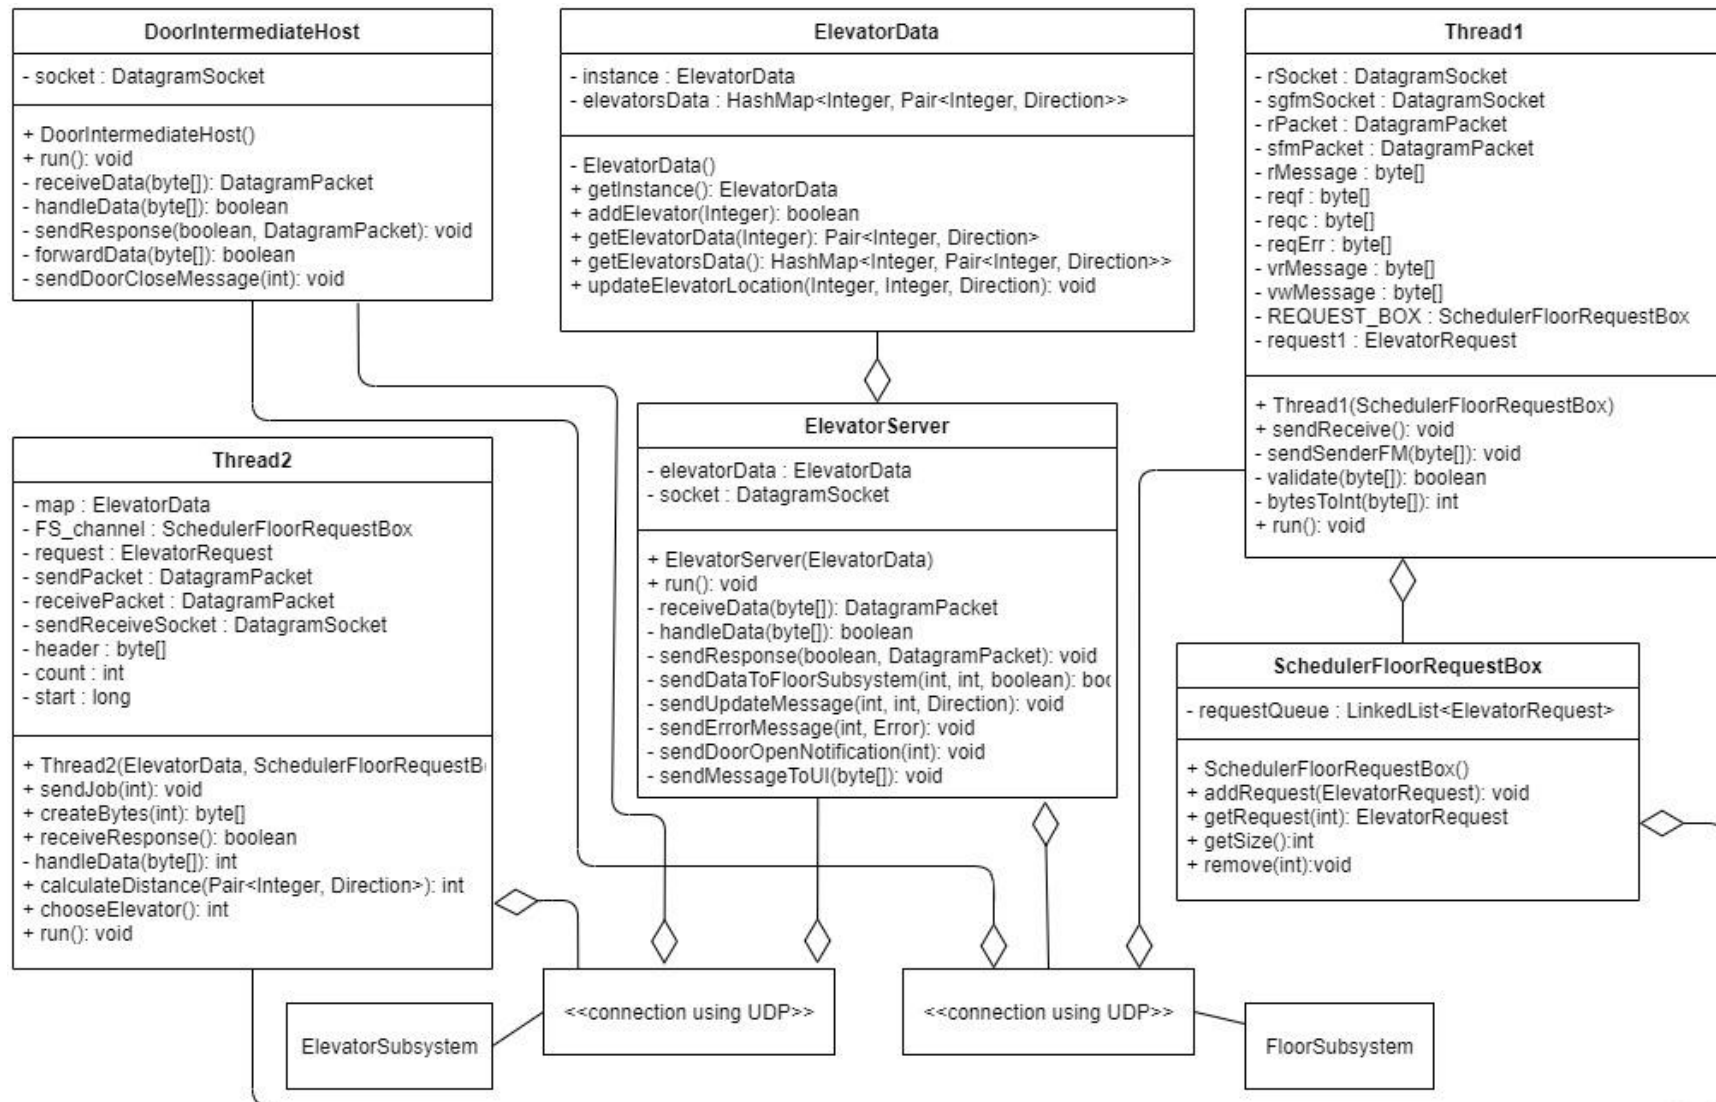 DoorIntermediateHost
- socket : DatagramSocket
+ DoorIntermediateHost()
+ run(): void
- receiveData(byte[]): DatagramPacket
- handleData(byte[]): boolean
- sendResponse(boolean, DatagramPacket): void
- forwardData(byte[]): boolean
- sendDoorCloseMessage(int): void
ElevatorData
- instance : ElevatorData
- elevatorsData : HashMap<Integer, Pair<Integer, Direction>>
- ElevatorData()
+ getInstance(): ElevatorData
+ addElevator(Integer): boolean
+ getElevatorData(Integer): Pair<Integer, Direction>
+ getElevatorsData(): HashMap<Integer, Pair<Integer, Direction>>
+ updateElevatorLocation(Integer, Integer, Direction): void
Thread1
- rSocket : DatagramSocket
- sgfmSocket : DatagramSocket
- rPacket : DatagramPacket
- sfmPacket : DatagramPacket
- rMessage : byte[]
- reqf : byte[]
- reqc : byte[]
- reqErr : byte[]
- vrMessage : byte[]
- vwMessage : byte[]
- REQUEST_BOX : SchedulerFloorRequestBox
- request1 : ElevatorRequest
+ Thread1(SchedulerFloorRequestBox)
+ sendReceive(): void
- sendSenderFM(byte[]): void
- validate(byte[]): boolean
- bytesToInt(byte[]): int
+ run(): void
Thread2
- map : ElevatorData
- FS_channel : SchedulerFloorRequestBox
- request : ElevatorRequest
- sendPacket : DatagramPacket
- receivePacket : DatagramPacket
- sendReceiveSocket : DatagramSocket
- header : byte[]
- count : int
- start : long
+ Thread2(ElevatorData, SchedulerFloorRequestB
+ sendJob(int): void
+ createBytes(int): byte[]
+ receiveResponse(): boolean
- handleData(byte[]): int
+ calculateDistance(Pair<Integer, Direction>): int
+ chooseElevator(): int
+ run(): void
ElevatorServer
- elevatorData : ElevatorData
- socket : DatagramSocket
+ ElevatorServer(ElevatorData)
+ run(): void
- receiveData(byte[]): DatagramPacket
- handleData(byte[]): boolean
- sendResponse(boolean, DatagramPacket): void
- sendDataToFloorSubsystem(int, int, boolean): boo
- sendUpdateMessage(int, int, Direction): void
- sendErrorMessage(int, Error): void
- sendDoorOpenNotification(int): void
- sendMessageToUI(byte[]): void
SchedulerFloorRequestBox
- requestQueue : LinkedList<ElevatorRequest>
+ SchedulerFloorRequestBox()
+ addRequest(ElevatorRequest): void
+ getRequest(int): ElevatorRequest
+ getSize():int
+ remove(int):void
<<connection using UDP>>
<<connection using UDP>>
ElevatorSubsystem
FloorSubsystem